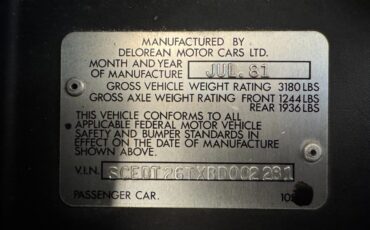 MANUFACTURED BY
DELOREAN MOTOR CARS LTD.
MONTH AND YEAR
OF MANUFACTURE JUL. 81
GROSS VEHICLE WEIGHT RATING 3180 LBS
GROSS AXLE WEIGHT RATING FRONT 1244 LBS
REAR 1936 LBS
THIS VEHICLE CONFORMS TO ALL
APPLICABLE FEDERAL MOTOR VEHICLE
SAFETY AND BUMPER STANDARDS IN
EFFECT ON THE DATE OF MANUFACTURE
SHOWN ABOVE.
V.I.N. SCEDT26TXBD002281
PASSENGER CAR.